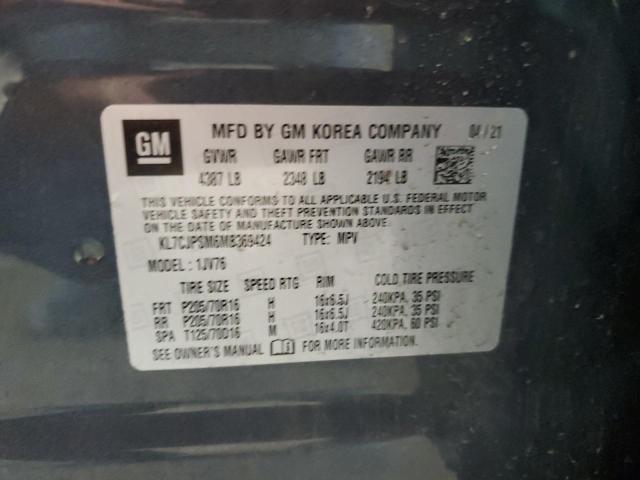 GM
MFD BY GM KOREA COMPANY 04/21
GVWR GAWR FRT GAWR RR
4387 LB 2348 LB 2194 LB
THIS VEHICLE CONFORMS TO ALL APPLICABLE U.S. FEDERAL MOTOR
VEHICLE SAFETY AND THEFT PREVENTION STANDARDS IN EFFECT
ON THE DATE OF MANUFACTURE SHOWN ABOVE.
KL7CJPSM6MB369424 TYPE: MPV
MODEL: 1JV76
TIRE SIZE SPEED RTG RIM COLD TIRE PRESSURE
FRT P205/70R16 H 16x6.5J 240KPA, 35 PSI
RR P205/70R16 H 16x6.5J 240KPA, 35 PSI
SPA T125/70D16 M 16x4.0T 420KPA, 60 PSI
SEE OWNER'S MANUAL FOR MORE INFORMATION.